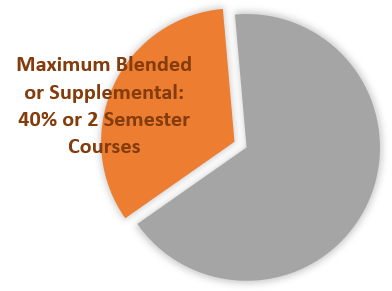 Maximum Blended
or Supplemental:
40% or 2 Semester
Courses